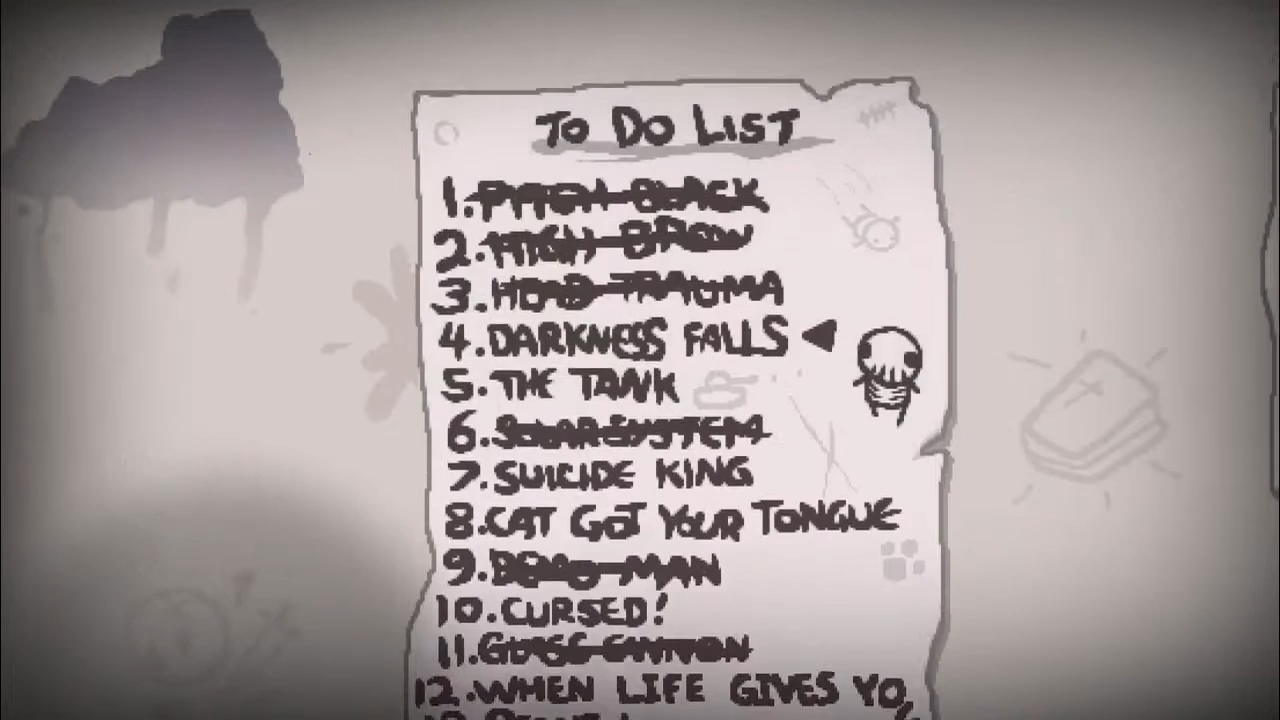 TO DO LIST
1. PITCH BLACK
2. HIGH BROW
3. HEAD TRAUMA
4. DARKNESS FALLS
5. THE TANK
6. SOLAR SYSTEM
7. SUICIDE KING
8. CAT GOT YOUR TONGUE
9. DEMO MAN
10. CURSED!
11. GLASS CANNON
12. WHEN LIFE GIVES YO